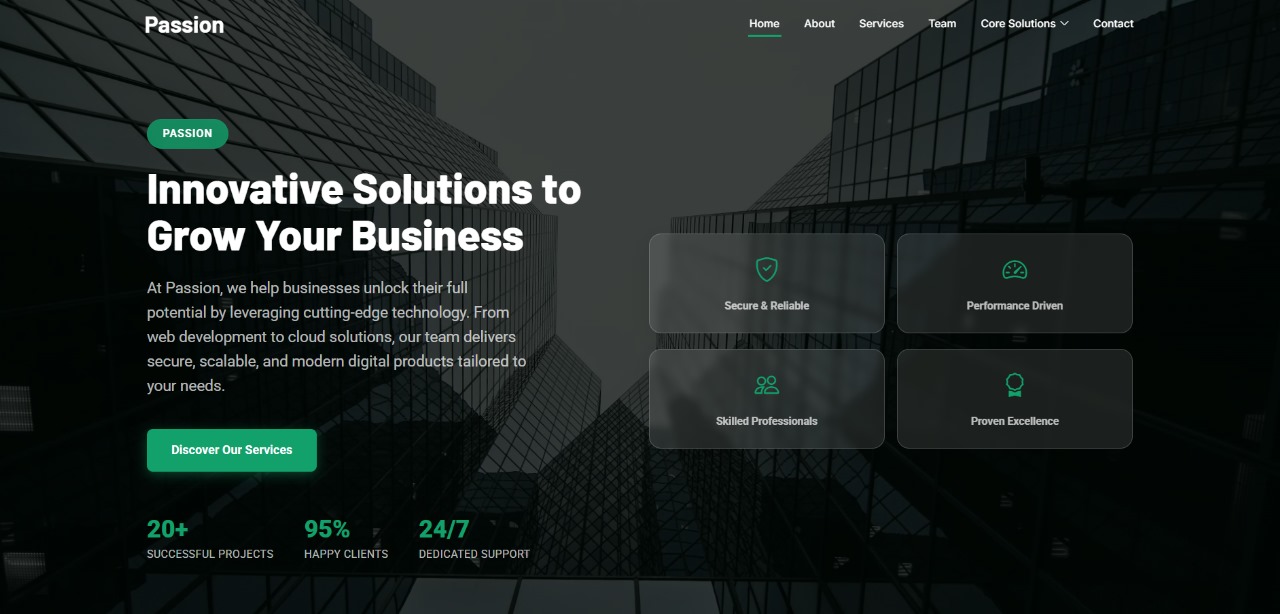 Passion
Home
About
Services
Team
Core Solutions
Contact
PASSION
Innovative Solutions to
Grow Your Business
At Passion, we help businesses unlock their full
potential by leveraging cutting-edge technology. From
web development to cloud solutions, our team delivers
secure, scalable, and modern digital products tailored to
your needs.
Discover Our Services
20+
SUCCESSFUL PROJECTS
95%
HAPPY CLIENTS
24/7
DEDICATED SUPPORT
Secure & Reliable
Performance Driven
Skilled Professionals
Proven Excellence